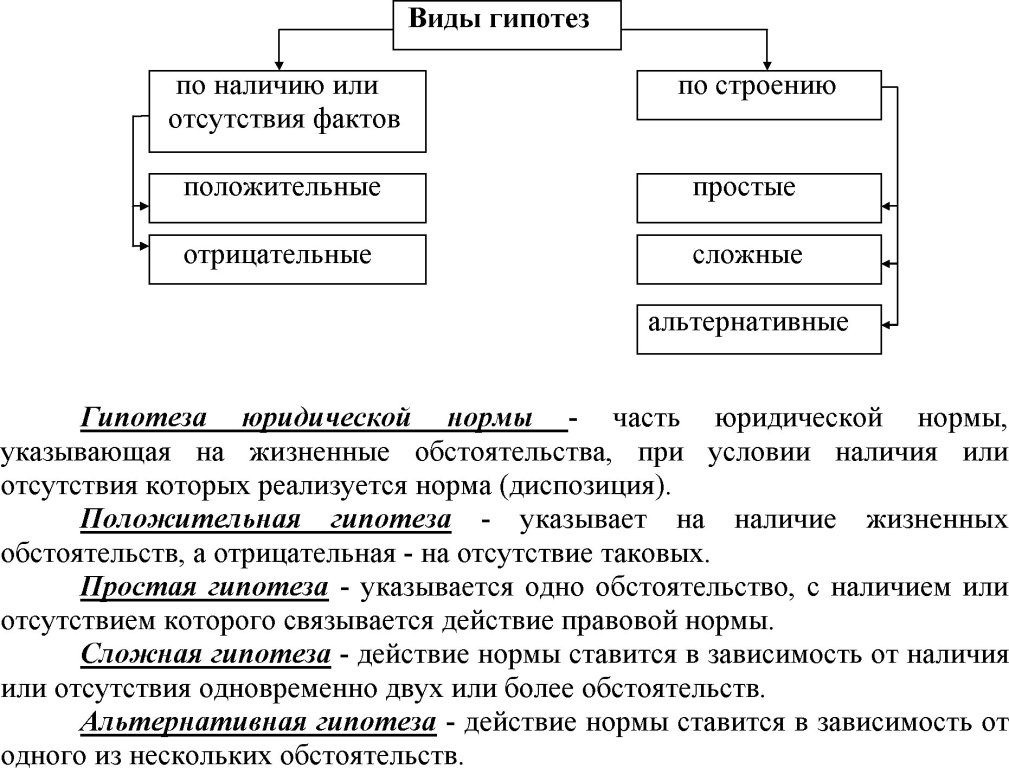 Виды гипотез
по наличию или
отсутствия фактов
положительные
отрицательные
по строению
простые
сложные
альтернативные
Гипотеза юридической нормы - часть юридической нормы,
указывающая на жизненные обстоятельства, при условии наличия или
отсутствия которых реализуется норма (диспозиция).
Положительная гипотеза - указывает на наличие жизненных
обстоятельств, а отрицательная - на отсутствие таковых.
Простая гипотеза - указывается одно обстоятельство, с наличием или
отсутствием которого связывается действие правовой нормы.
Сложная гипотеза - действие нормы ставится в зависимость от наличия
или отсутствия одновременно двух или более обстоятельств.
Альтернативная гипотеза - действие нормы ставится в зависимость от
одного из нескольких обстоятельств.